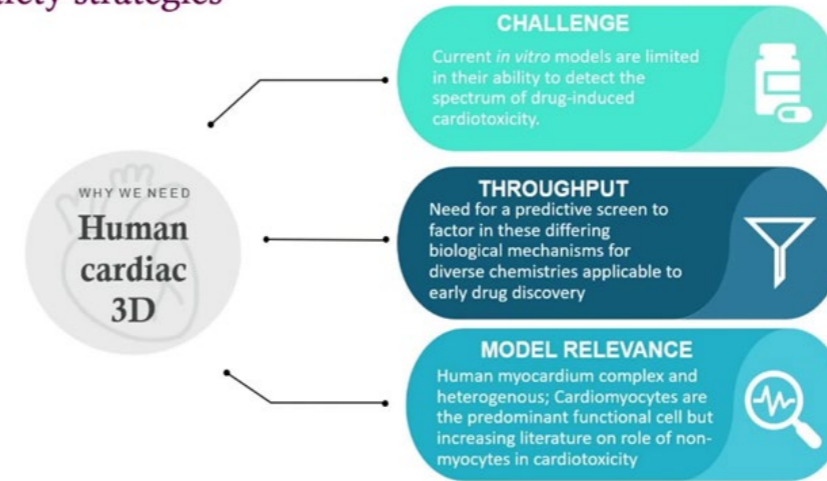 CHALLENGE
Current in vitro models are limited
in their ability to detect the
spectrum of drug-induced
cardiotoxicity.
WHY WE NEED
Human
cardiac
3D
THROUGHPUT
Need for a predictive screen to
factor in these differing
biological mechanisms for
diverse chemistries applicable to
early drug discovery
MODEL RELEVANCE
Human myocardium complex and
heterogenous; Cardiomyocytes are
the predominant functional cell but
increasing literature on role of non-
myocytes in cardiotoxicity